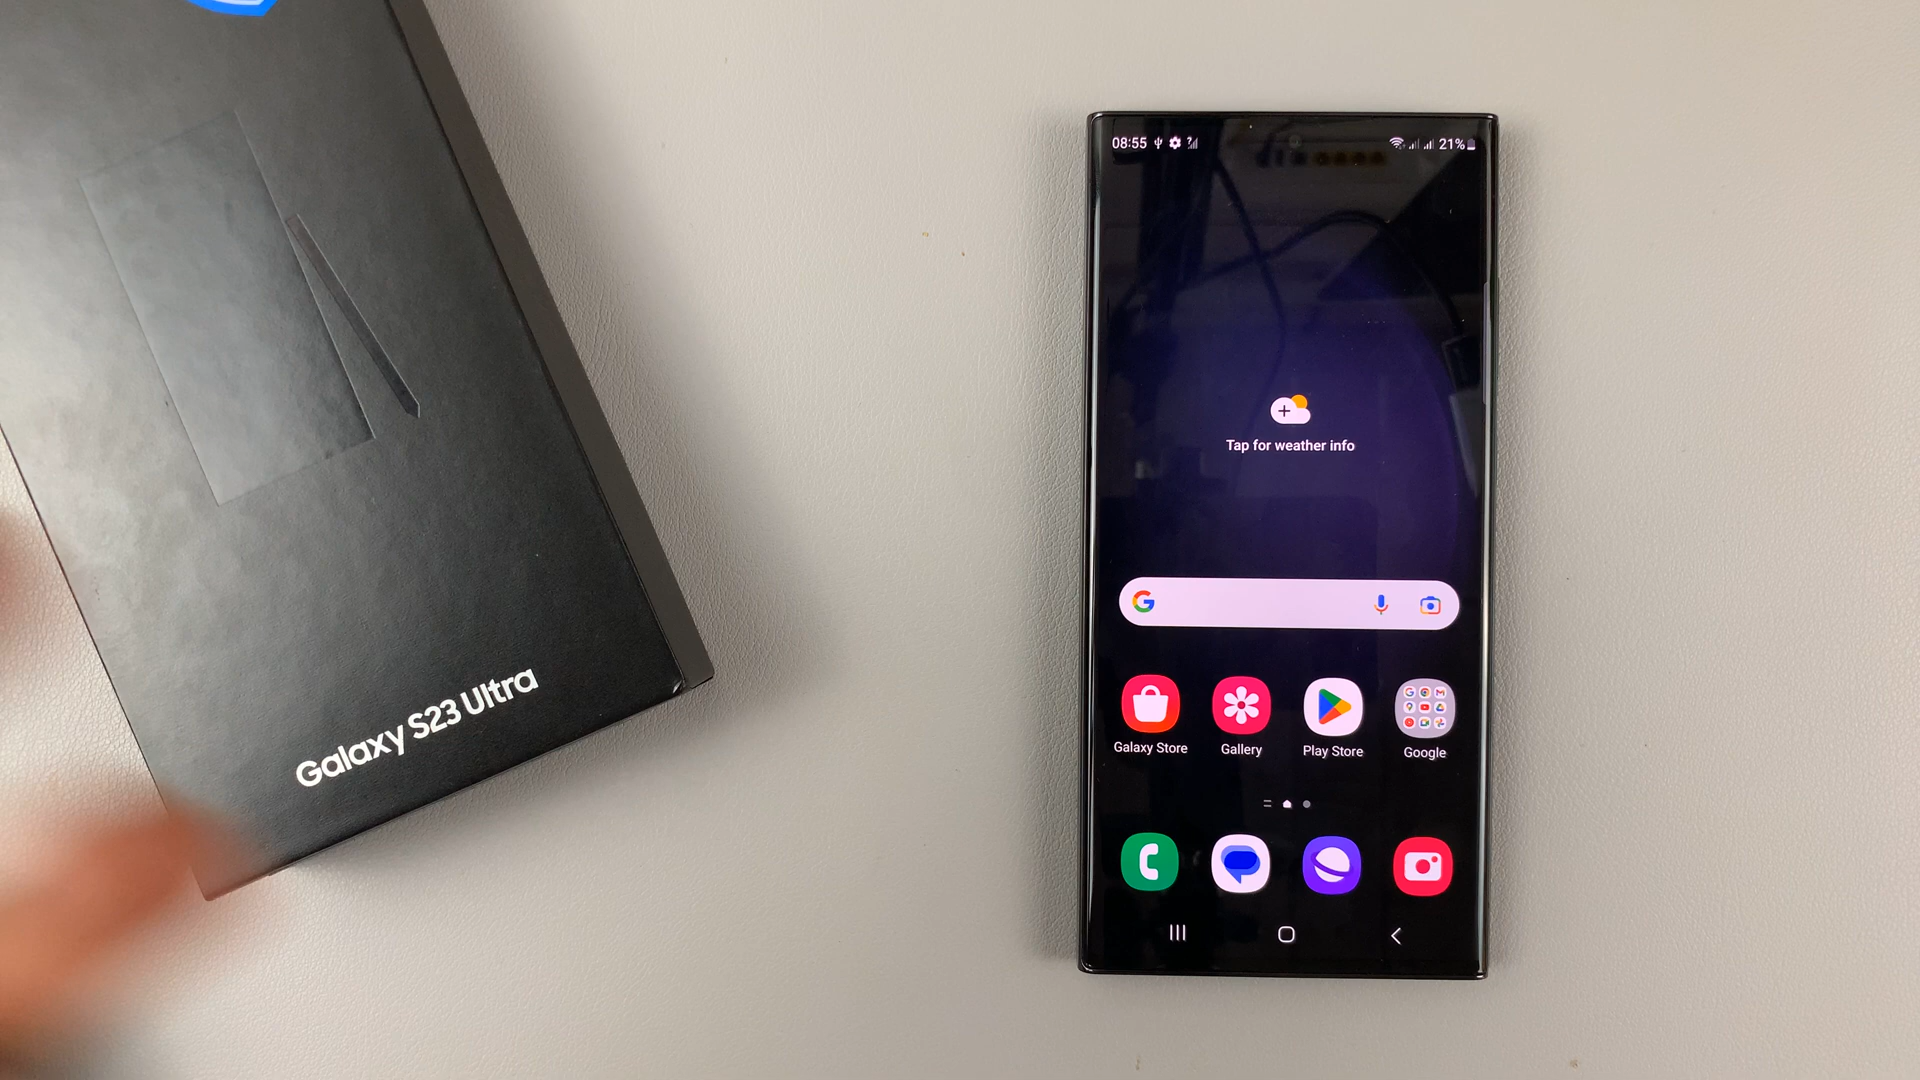 Galaxy S23 Ultra
08:55
21%
Tap for weather info
Galaxy Store
Gallery
Play Store
Google